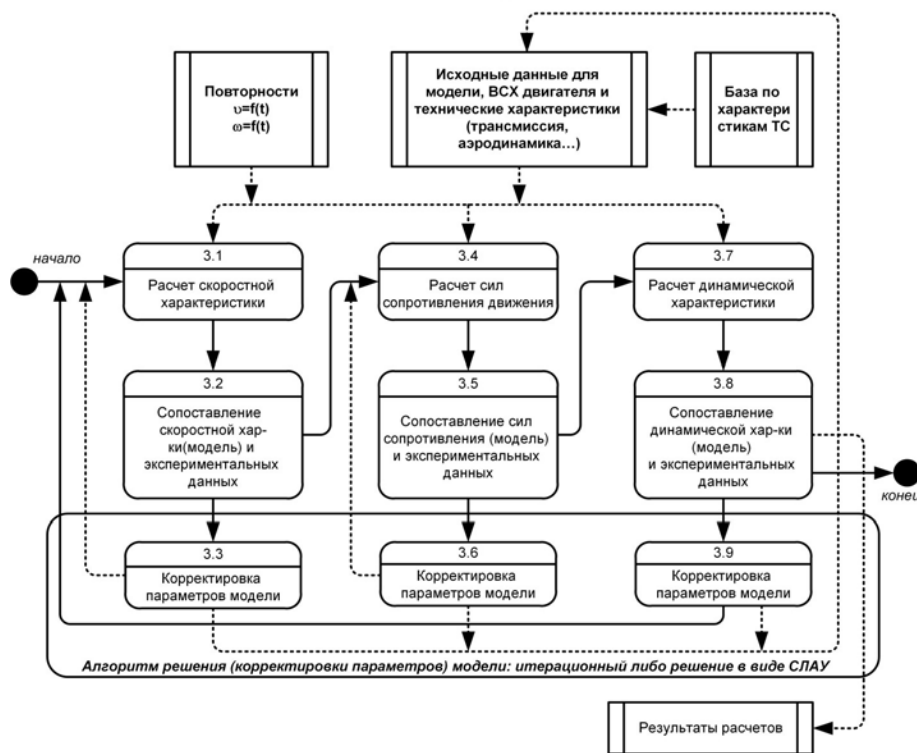 Повторности
υ=f(t)
ω=f(t)
Исходные данные для
модели, ВСХ двигателя и
технические характеристики
(трансмиссия,
аэродинамика…)
База по
характери
стикам ТС
начало
3.1
Расчет скоростной
характеристики
3.4
Расчет сил
сопротивления движения
3.7
Расчет динамической
характеристики
3.2
Сопоставление
скоростной хар-
ки(модель) и
экспериментальных
данных
3.5
Сопоставление сил
сопротивления (модель)
и экспериментальных
данных
3.8
Сопоставление
динамической хар-ки
(модель)
и экспериментальных
данных
конец
3.3
Корректировка
параметров модели
3.6
Корректировка
параметров модели
3.9
Корректировка
параметров модели
Алгоритм решения (корректировки параметров) модели: итерационный либо решение в виде СЛАУ
Результаты расчетов